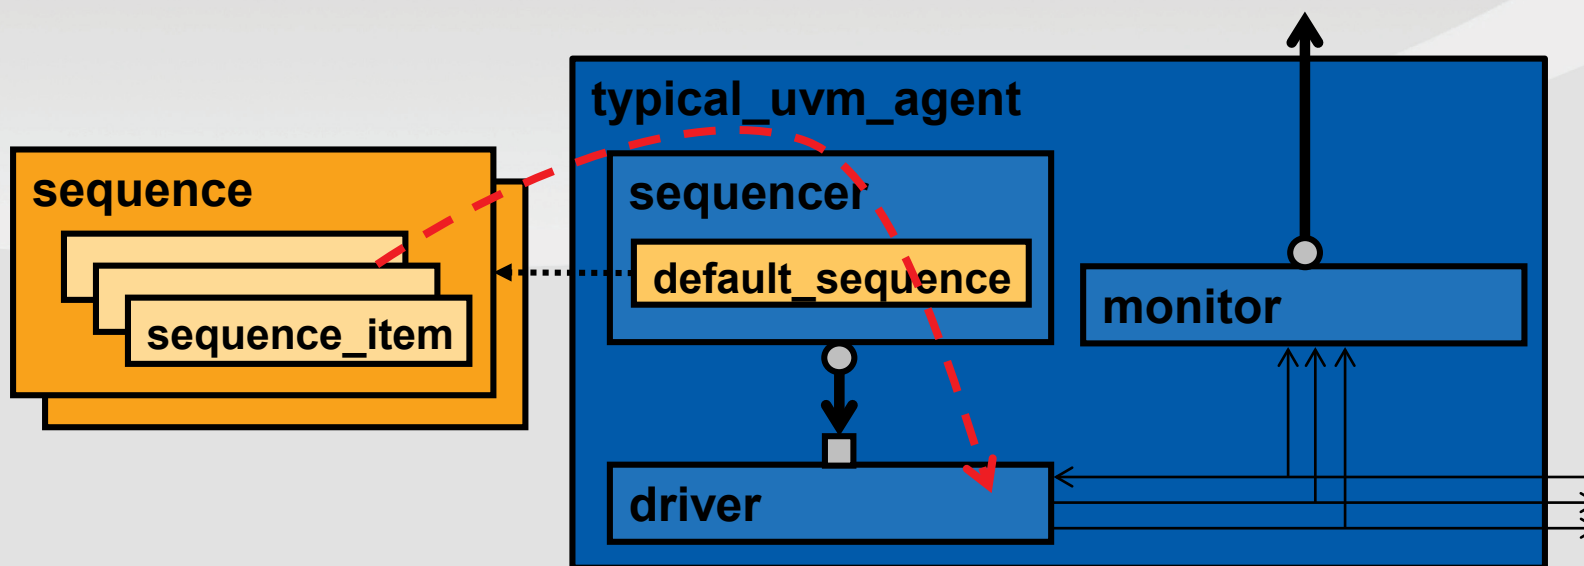 typical_uvm_agent
sequence
sequence_item
sequencer
default_sequence
monitor
driver